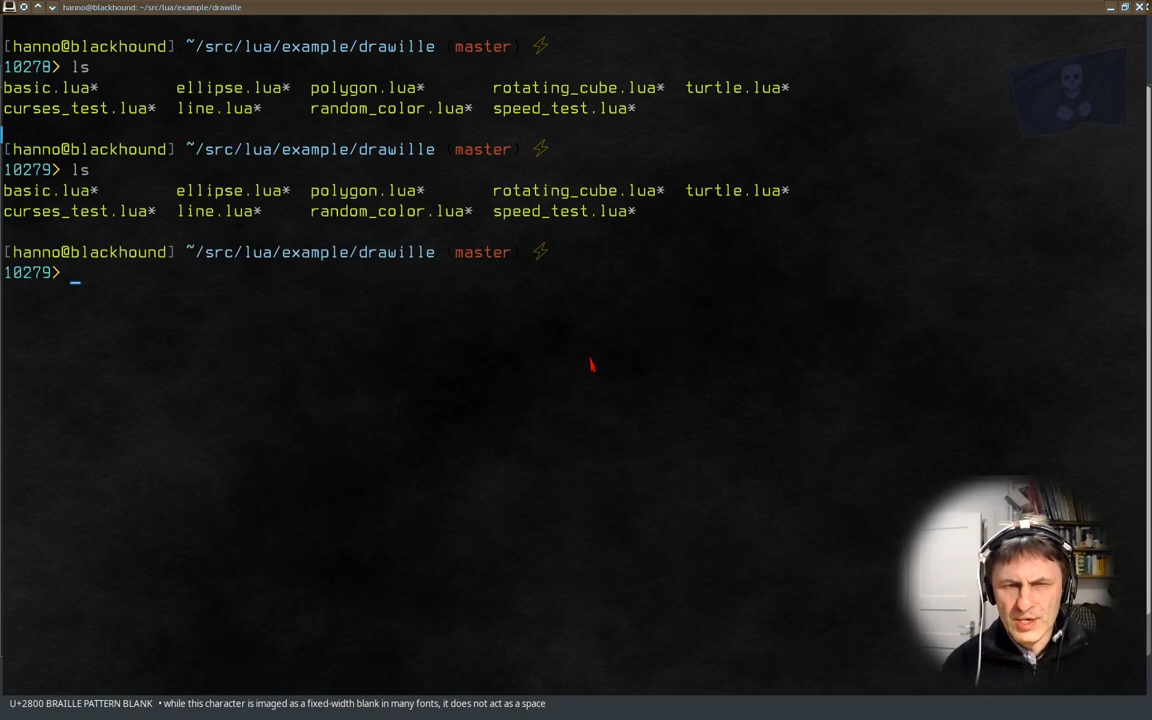 hanno@blackhound: ~/src/lua/example/drawille
[hanno@blackhound] ~/src/lua/example/drawille (master) ⚡
10278> ls
basic.lua* ellipse.lua* polygon.lua* rotating_cube.lua* turtle.lua*
curses_test.lua* line.lua* random_color.lua* speed_test.lua*
[hanno@blackhound] ~/src/lua/example/drawille (master) ⚡
10279> ls
basic.lua* ellipse.lua* polygon.lua* rotating_cube.lua* turtle.lua*
curses_test.lua* line.lua* random_color.lua* speed_test.lua*
[hanno@blackhound] ~/src/lua/example/drawille (master) ⚡
10279> _
U+2800 BRAILLE PATTERN BLANK • while this character is imaged as a fixed-width blank in many fonts, it does not act as a space